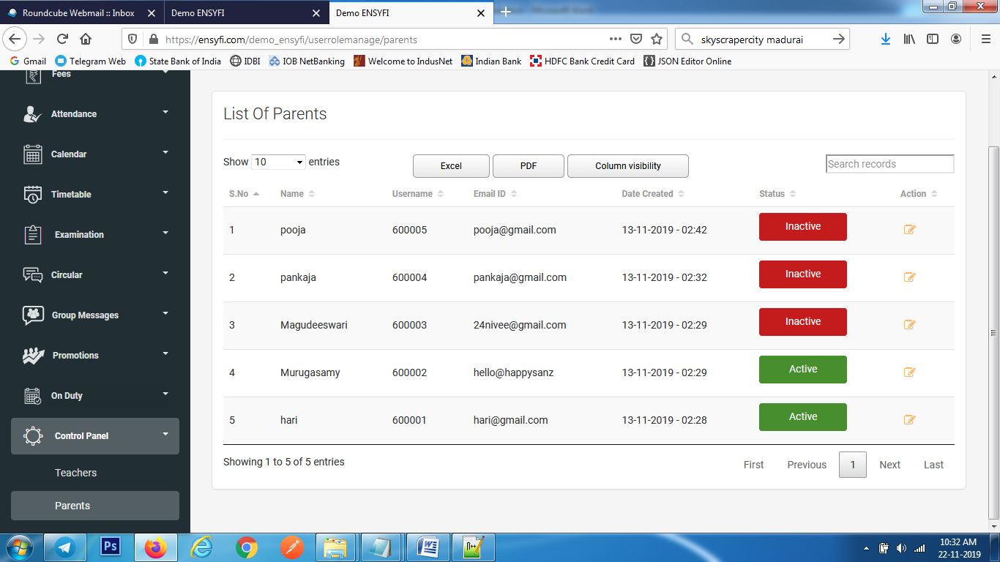 Roundcube Webmail :: Inbox
Demo ENSYFI
Demo ENSYFI
https://ensyfi.com/demo_ensyfi/userrolemanage/parents
skyscrapercity madurai
Gmail
Telegram Web
State Bank of India
IDBI
IOB NetBanking
Welcome to IndusNet
Indian Bank
HDFC Bank Credit Card
JSON Editor Online
Fees
Attendance
Calendar
Timetable
Examination
Circular
Group Messages
Promotions
On Duty
Control Panel
Teachers
Parents
List Of Parents
Show 10 entries
Excel
PDF
Column visibility
Search records
S.No Name Username Email ID Date Created Status Action
1 pooja 600005 pooja@gmail.com 13-11-2019 - 02:42 Inactive
2 pankaja 600004 pankaja@gmail.com 13-11-2019 - 02:32 Inactive
3 Magudeeswari 600003 24nivee@gmail.com 13-11-2019 - 02:29 Inactive
4 Murugasamy 600002 hello@happysanz 13-11-2019 - 02:29 Active
5 hari 600001 hari@gmail.com 13-11-2019 - 02:28 Active
Showing 1 to 5 of 5 entries
First Previous 1 Next Last
Ps
10:32 AM
22-11-2019